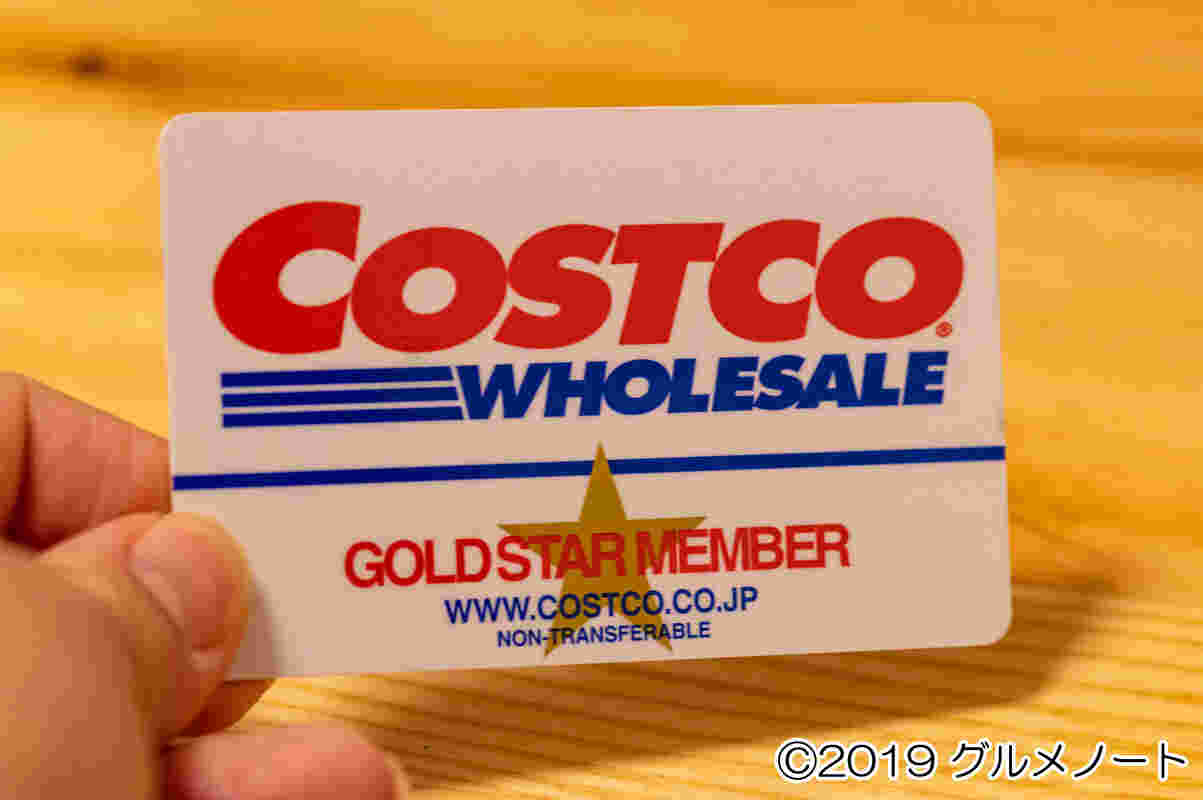 COSTCO®
WHOLESALE
GOLD STAR MEMBER
WWW.COSTCO.CO.JP
NON-TRANSFERABLE
©2019 グルメノート